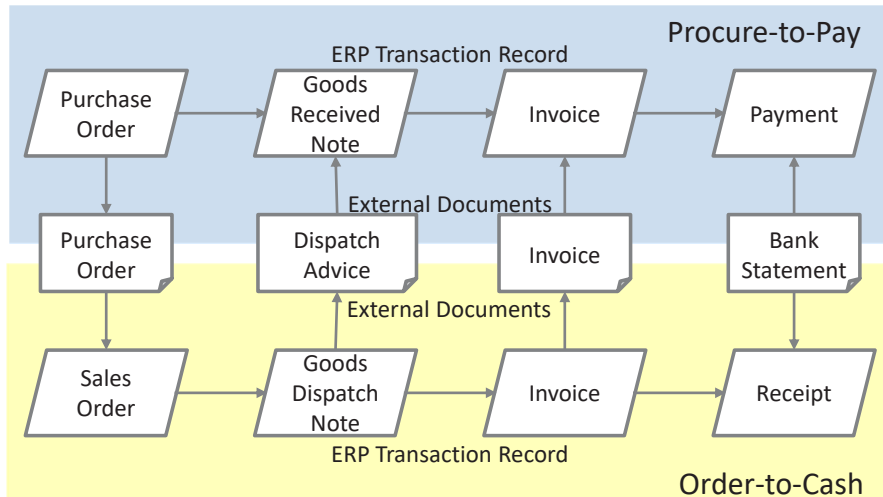 Procure-to-Pay
ERP Transaction Record
Purchase
Order
Goods
Received
Note
Invoice
Payment
External Documents
Purchase
Order
Dispatch
Advice
Invoice
Bank
Statement
External Documents
Sales
Order
Goods
Dispatch
Note
Invoice
Receipt
ERP Transaction Record
Order-to-Cash